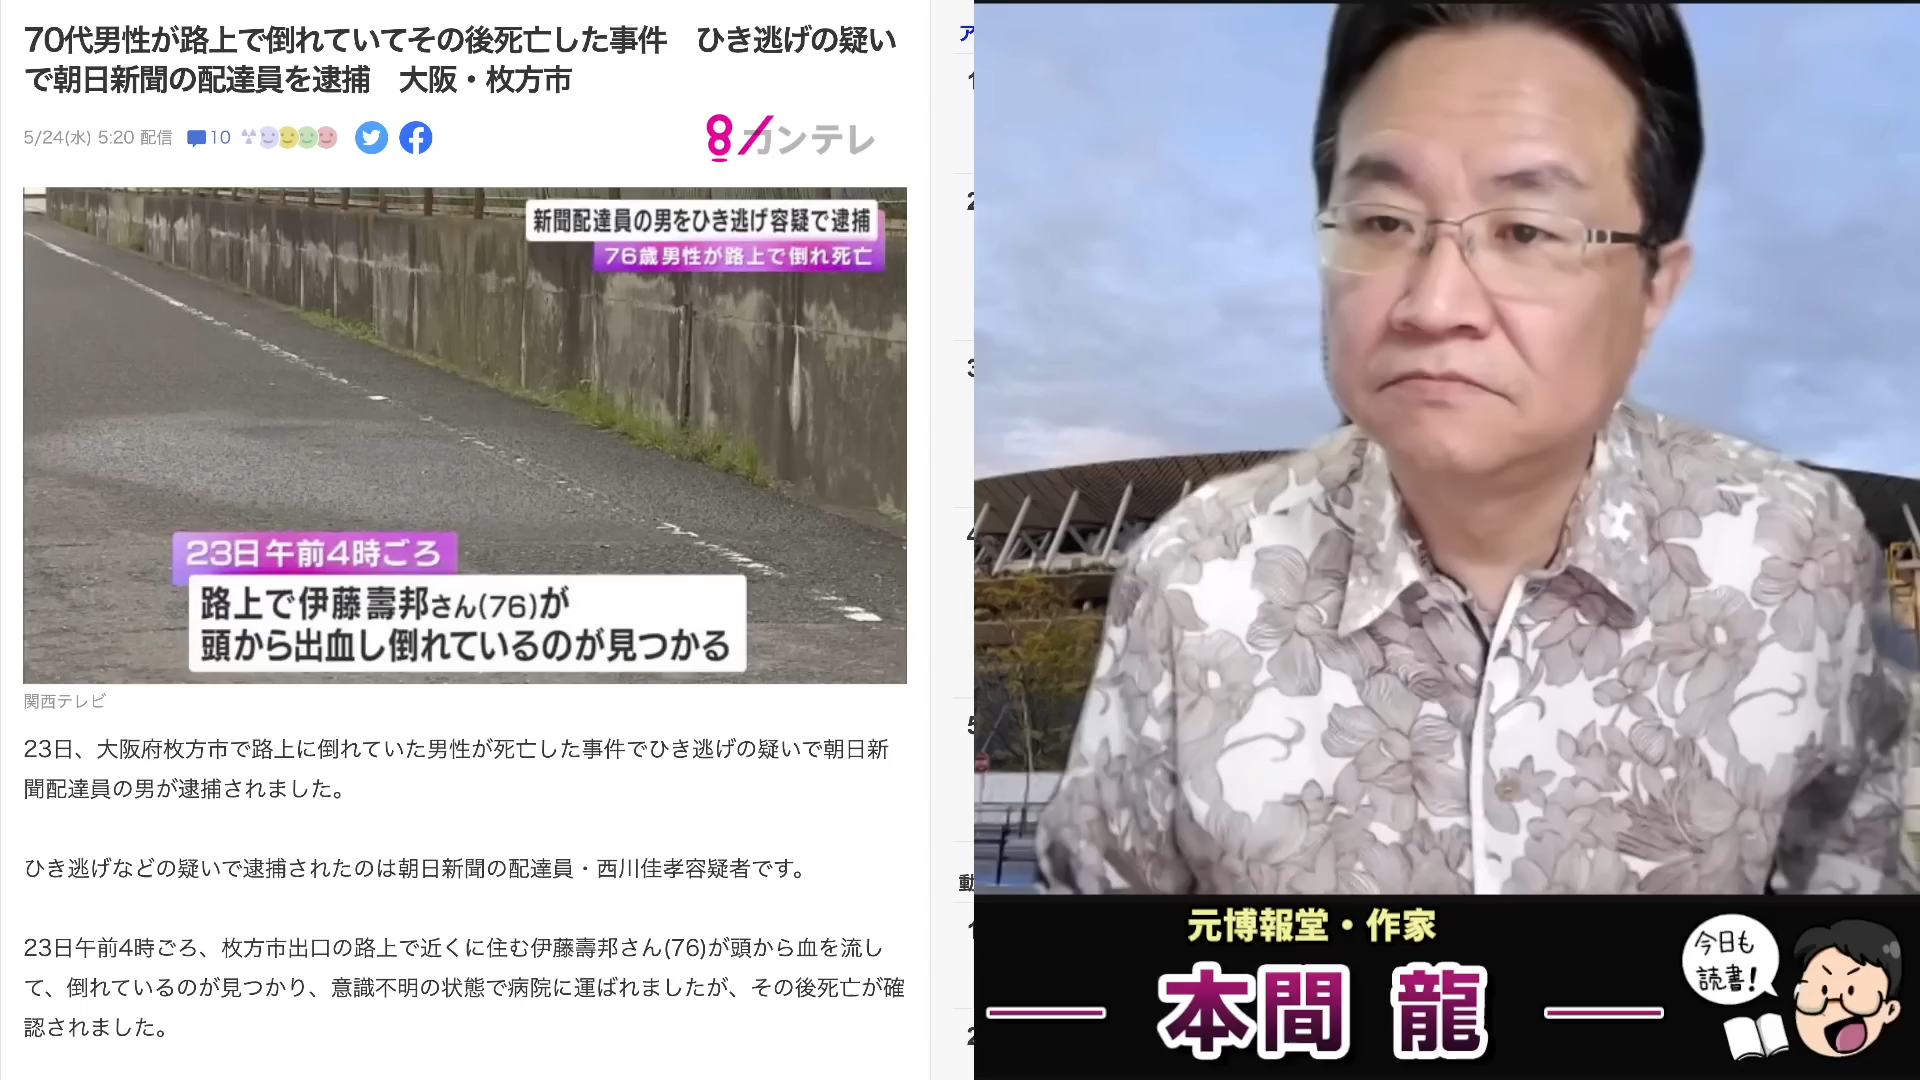 70代男性が路上で倒れていてその後死亡した事件　ひき逃げの疑い
で朝日新聞の配達員を逮捕　大阪・枚方市
5/24(水) 5:20 配信
10
8カンテレ
新聞配達員の男をひき逃げ容疑で逮捕
76歳男性が路上で倒れ死亡
23日午前4時ごろ
路上で伊藤壽邦さん(76)が
頭から出血し倒れているのが見つかる
関西テレビ
23日、大阪府枚方市で路上に倒れていた男性が死亡した事件でひき逃げの疑いで朝日新
聞配達員の男が逮捕されました。
ひき逃げなどの疑いで逮捕されたのは朝日新聞の配達員・西川佳孝容疑者です。
23日午前4時ごろ、枚方市出口の路上で近くに住む伊藤壽邦さん(76)が頭から血を流し
て、倒れているのが見つかり、意識不明の状態で病院に運ばれましたが、その後死亡が確
認されました。
元博報堂・作家
本間 龍
今日も
読書!